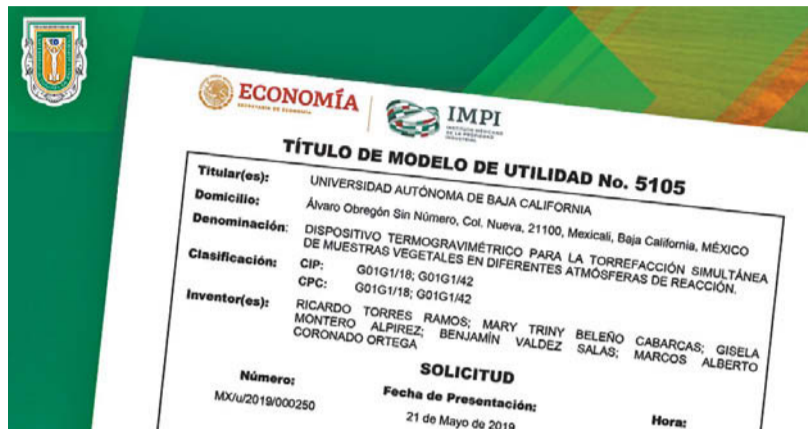 ECONOMÍA
SECRETARÍA DE ECONOMÍA
IMPI
INSTITUTO MEXICANO
DE LA PROPIEDAD
INDUSTRIAL
TÍTULO DE MODELO DE UTILIDAD No. 5105
Titular(es): UNIVERSIDAD AUTÓNOMA DE BAJA CALIFORNIA
Domicilio: Álvaro Obregón Sin Número, Col. Nueva, 21100, Mexicali, Baja California, MÉXICO
Denominación: DISPOSITIVO TERMOGRAVIMÉTRICO PARA LA TORREFACCIÓN SIMULTÁNEA
DE MUESTRAS VEGETALES EN DIFERENTES ATMÓSFERAS DE REACCIÓN.
Clasificación: CIP: G01G1/18; G01G1/42
CPC: G01G1/18; G01G1/42
Inventor(es): RICARDO TORRES RAMOS; MARY TRINY BELEÑO CABARCAS; GISELA
MONTERO ALPIREZ; BENJAMÍN VALDEZ SALAS; MARCOS ALBERTO
CORONADO ORTEGA
SOLICITUD
Número: Fecha de Presentación: Hora:
MX/u/2019/000250 21 de Mayo de 2019